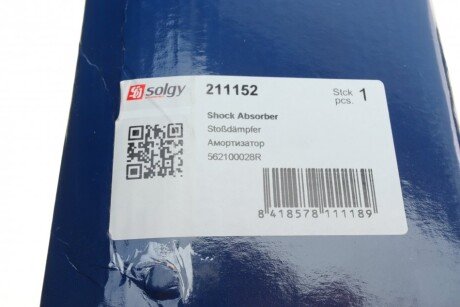 solgy 211152 Stck pcs. 1
Shock Absorber
Stoßdämpfer
Амортизатор
562100028R
8 418578 111189